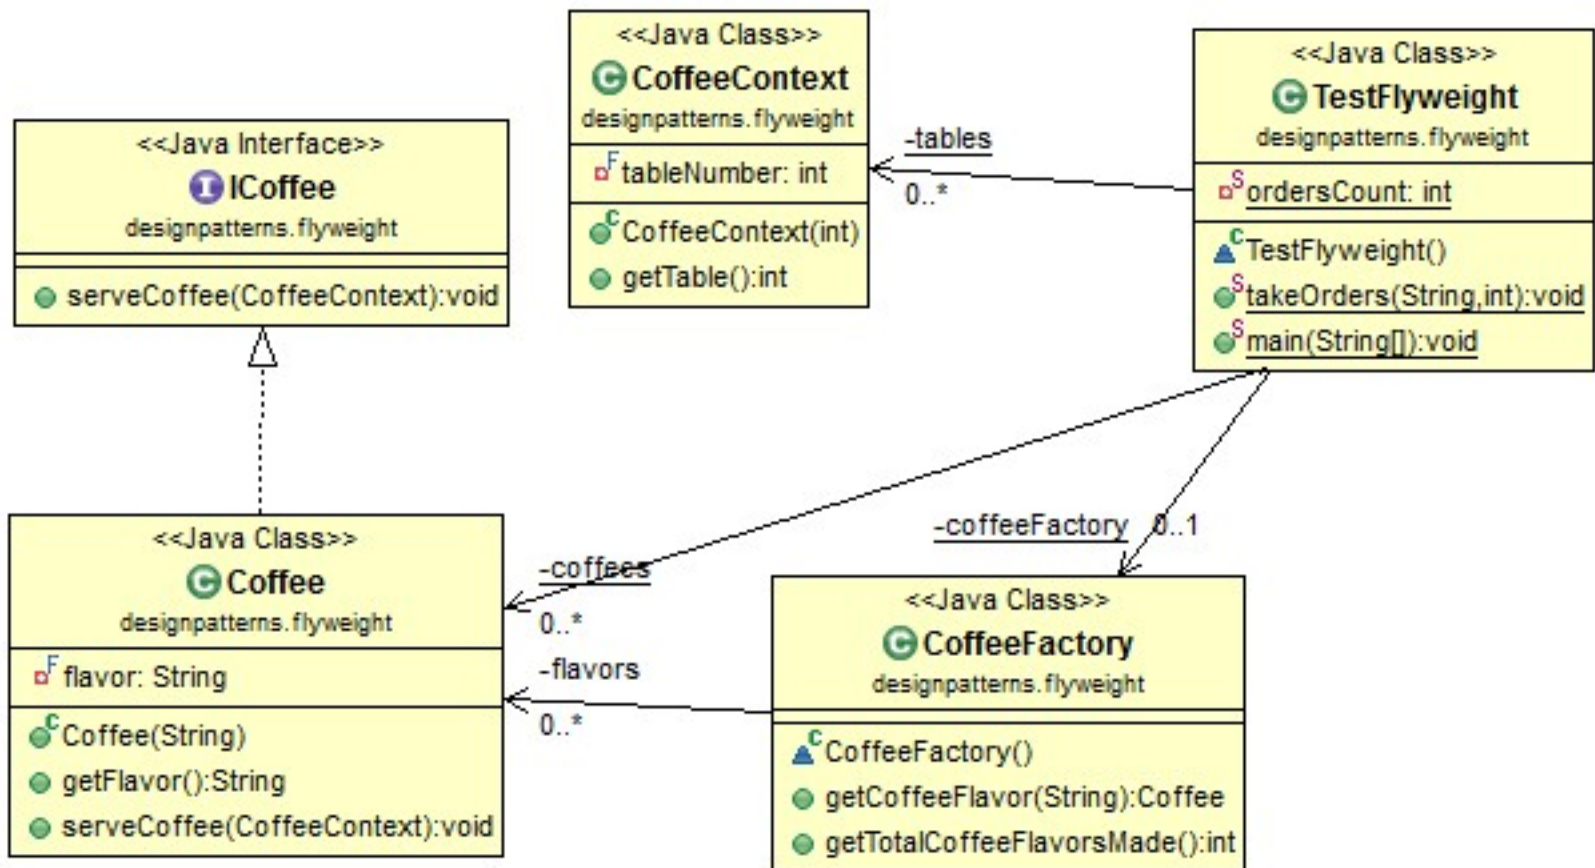 <<Java Interface>>
I ICoffee
designpatterns.flyweight
serveCoffee(CoffeeContext):void
<<Java Class>>
C CoffeeContext
designpatterns.flyweight
F tableNumber: int
C CoffeeContext(int)
getTable():int
-tables
0..*
<<Java Class>>
C TestFlyweight
designpatterns.flyweight
S ordersCount: int
C TestFlyweight()
S takeOrders(String,int):void
S main(String[]):void
<<Java Class>>
C Coffee
designpatterns.flyweight
F flavor: String
C Coffee(String)
getFlavor():String
serveCoffee(CoffeeContext):void
-coffees
0..*
-flavors
0..*
-coffeeFactory 0..1
<<Java Class>>
C CoffeeFactory
designpatterns.flyweight
C CoffeeFactory()
getCoffeeFlavor(String):Coffee
getTotalCoffeeFlavorsMade():int